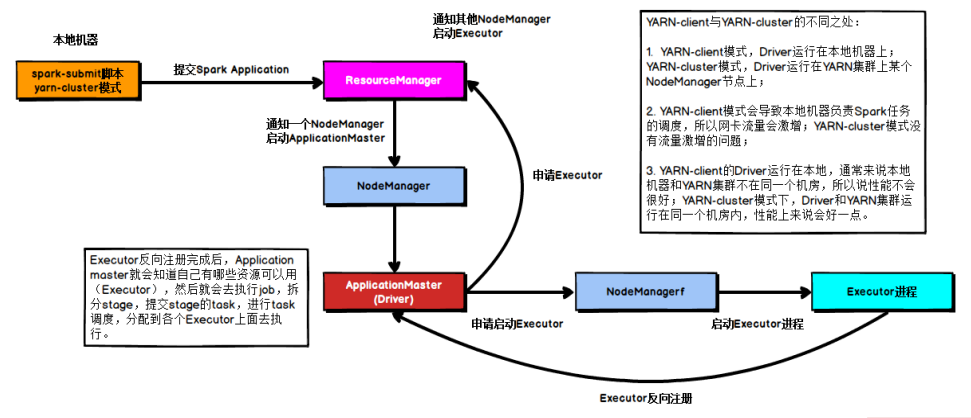 本地机器
spark-submit脚本
yarn-cluster模式
提交Spark Application
通知其他NodeManager
启动Executor
ResourceManager
通知一个NodeManager
启动ApplicationMaster
NodeManager
申请Executor
ApplicationMaster
(Driver)
申请启动Executor
NodeManagerf
启动Executor进程
Executor进程
Executor反向注册
Executor反向注册完成后，Application
master就会知道自己有哪些资源可以用
（Executor），然后就会去执行job，拆
分stage，提交stage的task，进行task
调度，分配到各个Executor上面去执
行。
YARN-client与YARN-cluster的不同之处：
1. YARN-client模式，Driver运行在本地机器上；
YARN-cluster模式，Driver运行在YARN集群上某个
NodeManager节点上；
2. YARN-client模式会导致本地机器负责Spark任务
的调度，所以网卡流量会激增；YARN-cluster模式没
有流量激增的问题；
3. YARN-client的Driver运行在本地，通常来说本地
机器和YARN集群不在同一个机房，所以说性能不会
很好；YARN-cluster模式下，Driver和YARN集群运
行在同一个机房内，性能上来说会好一点。